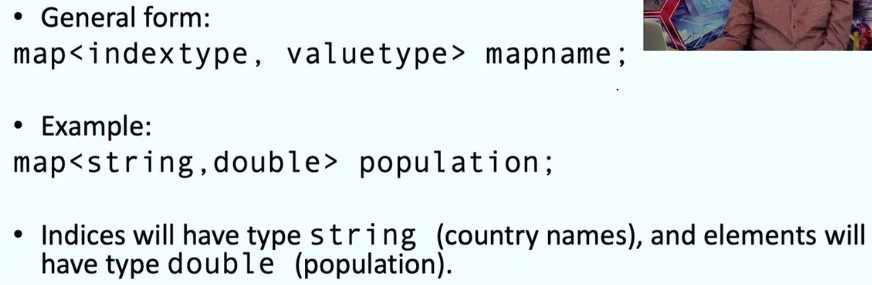 • General form:
map<indextype, valuetype> mapname;
• Example:
map<string,double> population;
• Indices will have type string (country names), and elements will
have type double (population).